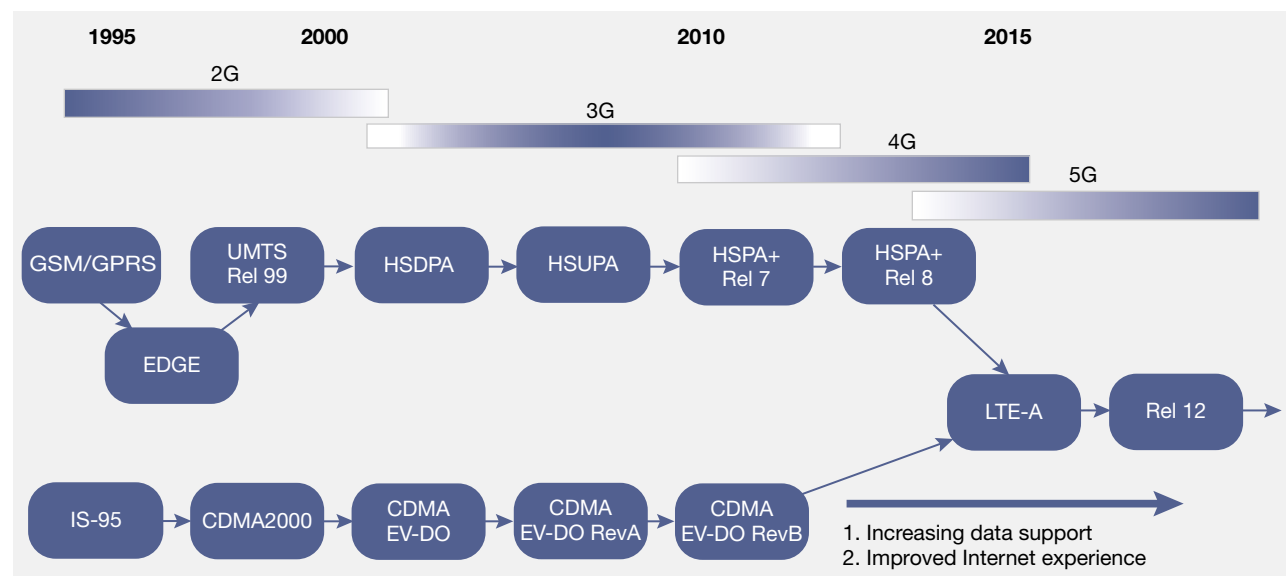 1995
2000
2010
2015
2G
3G
4G
5G
GSM/GPRS
UMTS
Rel 99
HSDPA
HSUPA
HSPA+
Rel 7
HSPA+
Rel 8
EDGE
LTE-A
Rel 12
IS-95
CDMA2000
CDMA
EV-DO
CDMA
EV-DO RevA
CDMA
EV-DO RevB
1. Increasing data support
2. Improved Internet experience